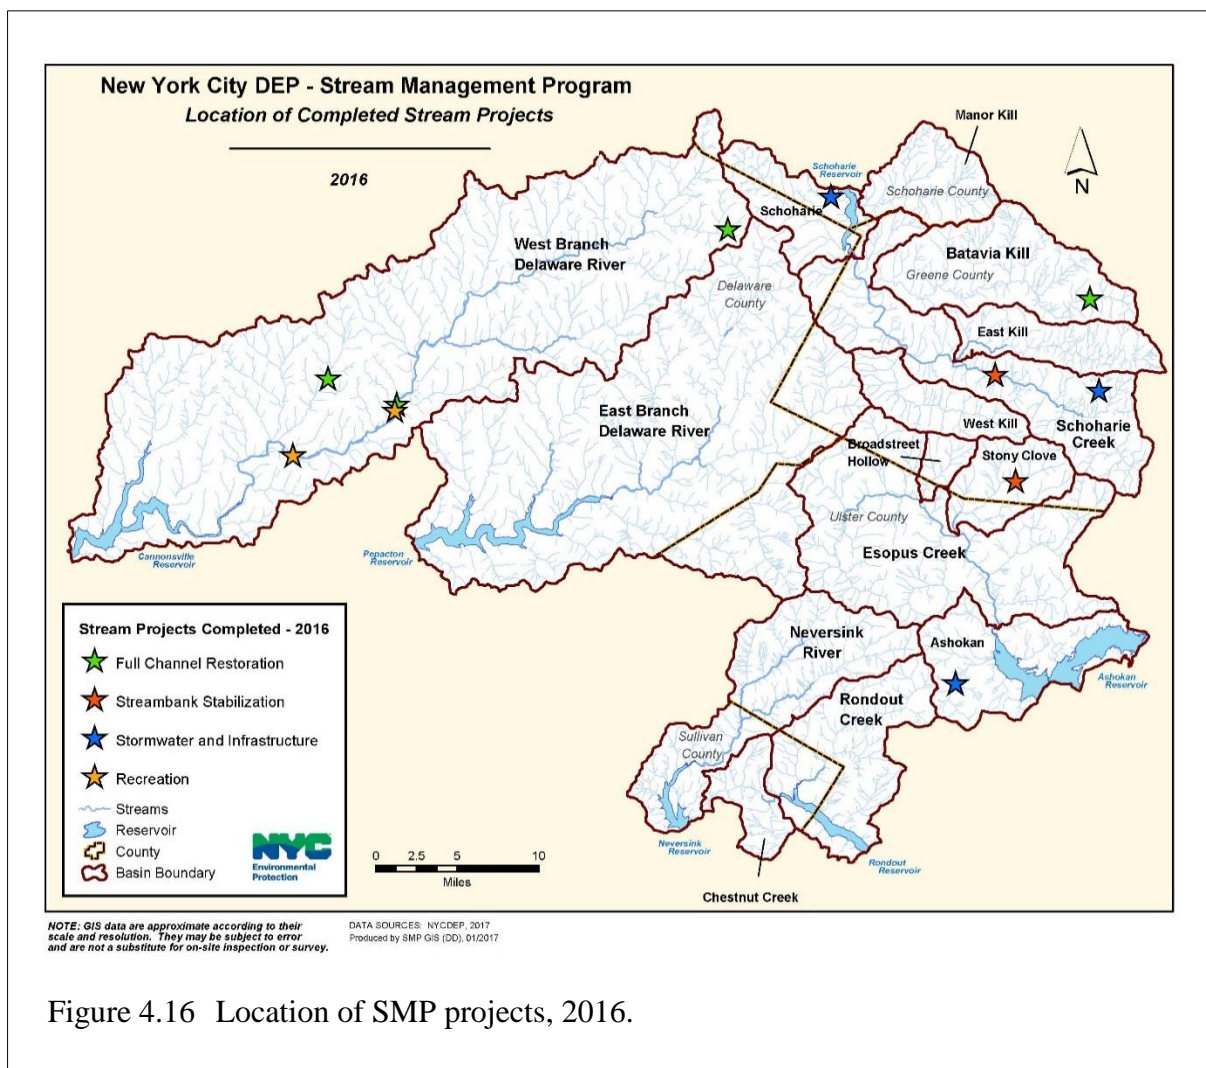 New York City DEP - Stream Management Program
Location of Completed Stream Projects
2016
Manor Kill
N
Schoharie
Reservoir
Schoharie County
Schoharie
West Branch
Delaware River
Batavia Kill
Greene County
Delaware
County
East Kill
East Branch
Delaware River
West Kill
Schoharie
Creek
Broadstreet
Hollow
Stony Clove
Ulster County
Esopus Creek
Cannonsville
Reservoir
Pepacton
Reservoir
Neversink
River
Ashokan
Ashokan
Reservoir
Rondout
Creek
Sullivan
County
Neversink
Reservoir
Rondout
Reservoir
Chestnut Creek
Stream Projects Completed - 2016
Full Channel Restoration
Streambank Stabilization
Stormwater and Infrastructure
Recreation
Streams
Reservoir
County
Basin Boundary
NYC
Environmental
Protection
0 2.5 5 10
Miles
NOTE: GIS data are approximate according to their
scale and resolution. They may be subject to error
and are not a substitute for on-site inspection or survey.
DATA SOURCES: NYCDEP, 2017
Produced by SMP GIS (DD), 01/2017
Figure 4.16 Location of SMP projects, 2016.